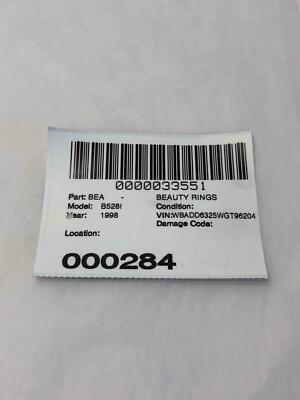 0000033551
Part: BEA - BEAUTY RINGS
Model: B528I Condition:
Year: 1998 VIN:WBADD6325WGT96204
Damage Code:
Location:
000284